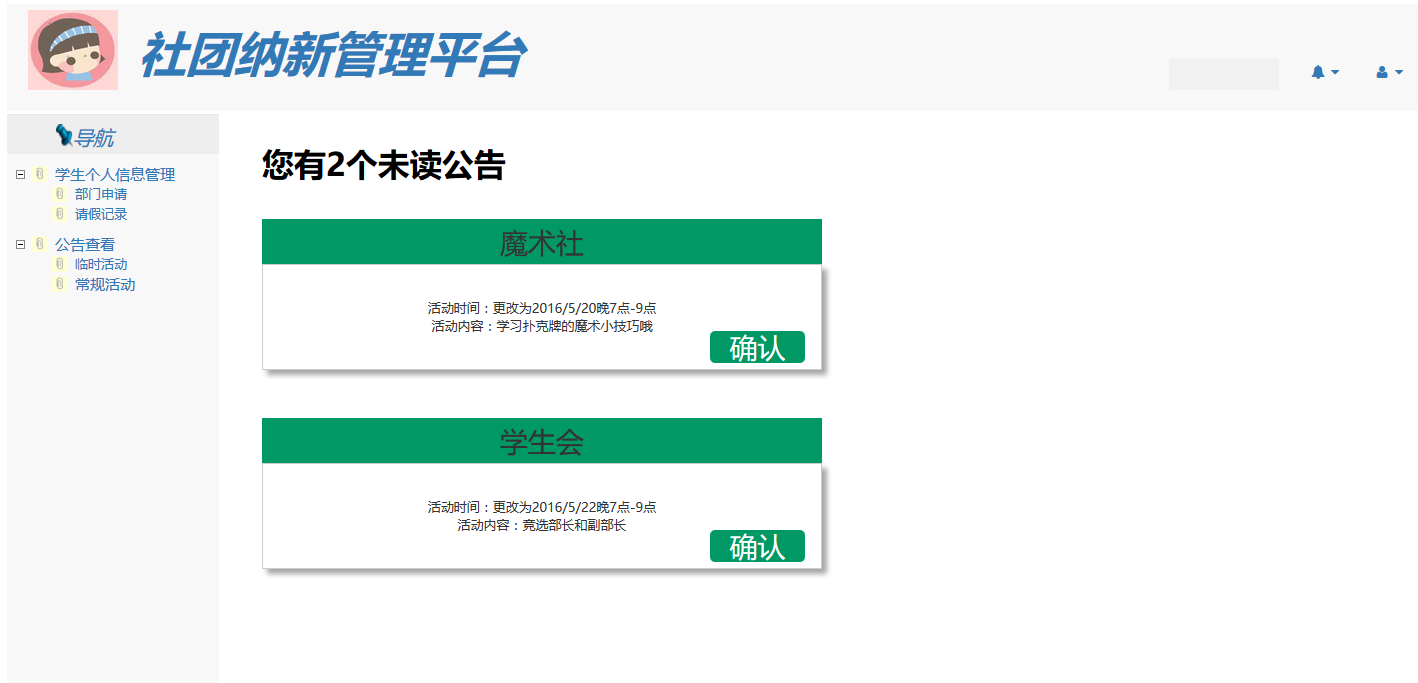 社团纳新管理平台
导航
学生个人信息管理
部门申请
请假记录
公告查看
临时活动
常规活动
您有2个未读公告
魔术社
活动时间：更改为2016/5/20晚7点-9点
活动内容：学习扑克牌的魔术小技巧哦
确认
学生会
活动时间：更改为2016/5/22晚7点-9点
活动内容：竞选部长和副部长
确认